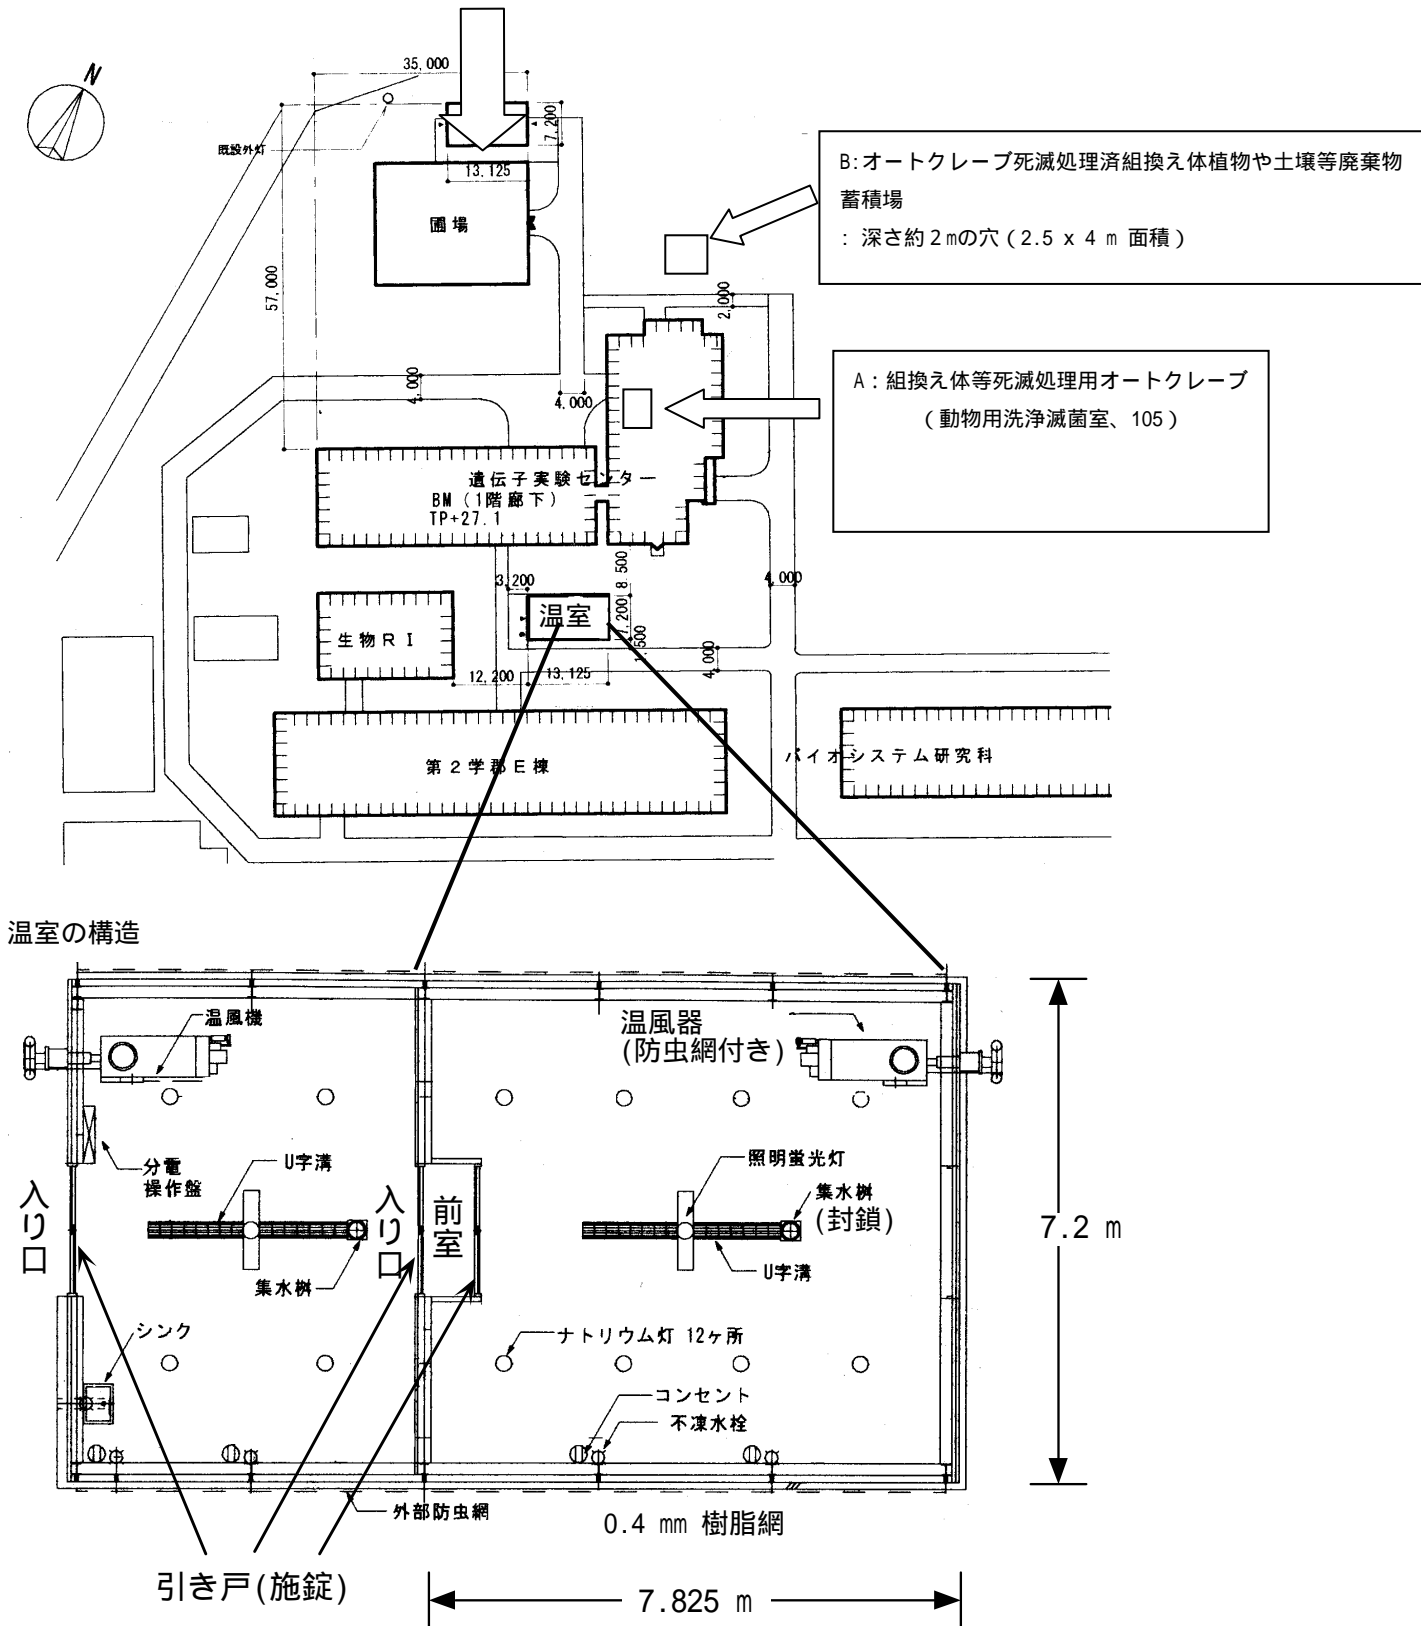 N
35,000
既設外灯
7,200
13,125
圃場
57,000
B:オートクレーブ死滅処理済組換え体植物や土壌等廃棄物
蓄積場
: 深さ約2mの穴(2.5 x 4 m 面積)
2,000
4,000
4,000
A:組換え体等死滅処理用オートクレーブ
(動物用洗浄滅菌室、105)
遺伝子実験センター
BM (1階廊下)
TP+27.1
3,200
8,500
4,000
温室
7,200
1,500
生物RI
12,200
13,125
4,000
第2学群E棟
バイオシステム研究科
温室の構造
温風機
温風器
(防虫網付き)
分電
操作盤
U字溝
照明蛍光灯
入り口
入り口
前室
集水桝
(封鎖)
7.2 m
集水桝
U字溝
シンク
ナトリウム灯 12ヶ所
コンセント
不凍水栓
外部防虫網
0.4 mm 樹脂網
引き戸(施錠)
7.825 m